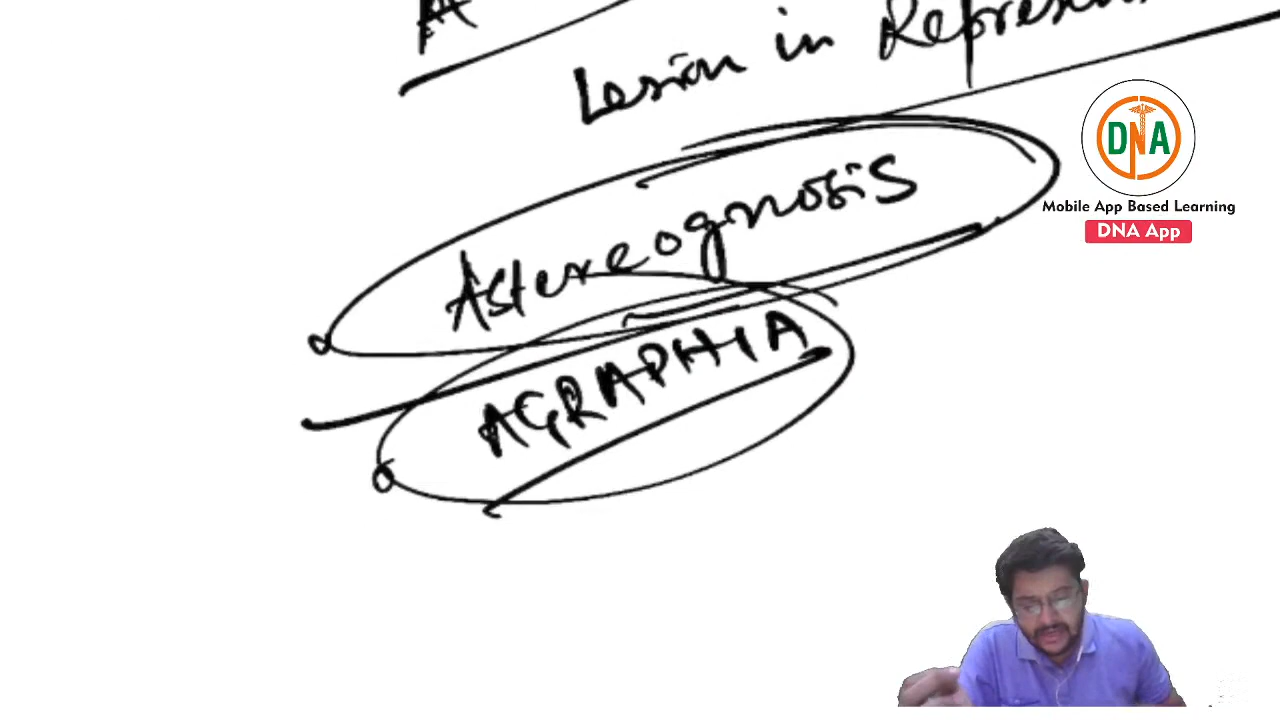 A
Lesion in
Astereognosis
AGRAPHIA
DNA
Mobile App Based Learning
DNA App